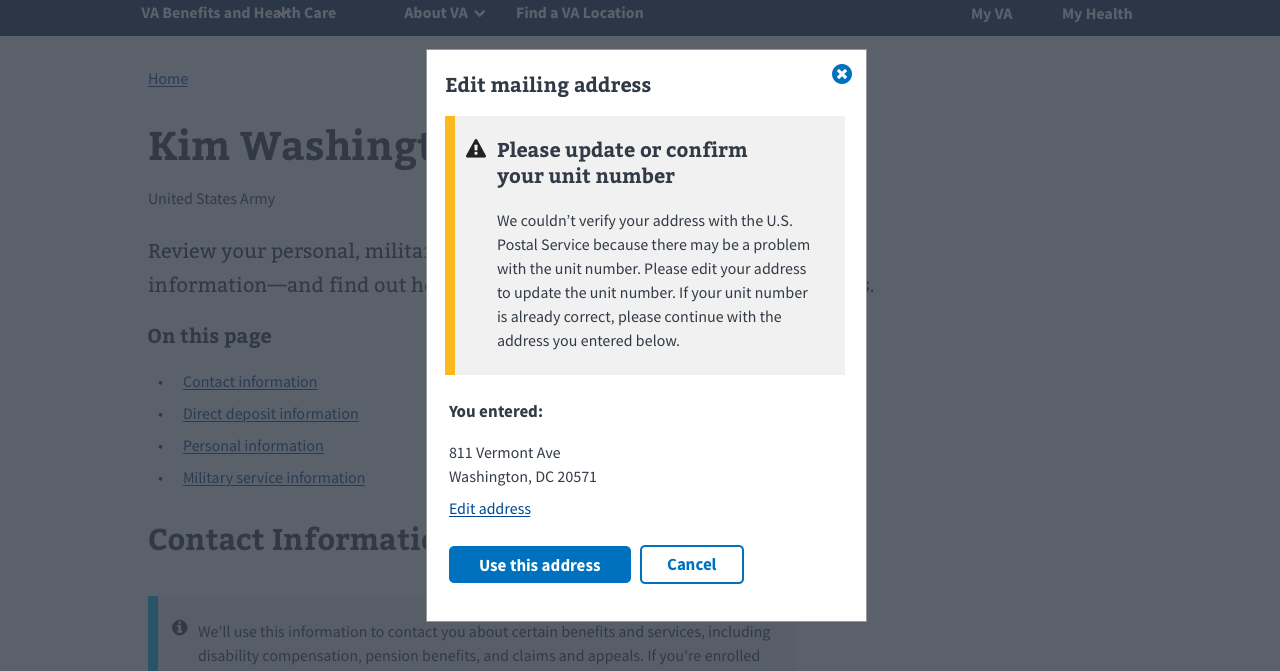 VA Benefits and Health Care About VA Find a VA Location My VA My Health
Home
Kim Washingt
United States Army
Review your personal, milita
information—and find out h s.
On this page
• Contact information
• Direct deposit information
• Personal information
• Military service information
Contact Informati
We'll use this information to contact you about certain benefits and services, including
disability compensation, pension benefits, and claims and appeals. If you're enrolled
Edit mailing address
Please update or confirm
your unit number
We couldn’t verify your address with the U.S.
Postal Service because there may be a problem
with the unit number. Please edit your address
to update the unit number. If your unit number
is already correct, please continue with the
address you entered below.
You entered:
811 Vermont Ave
Washington, DC 20571
Edit address
Use this address Cancel